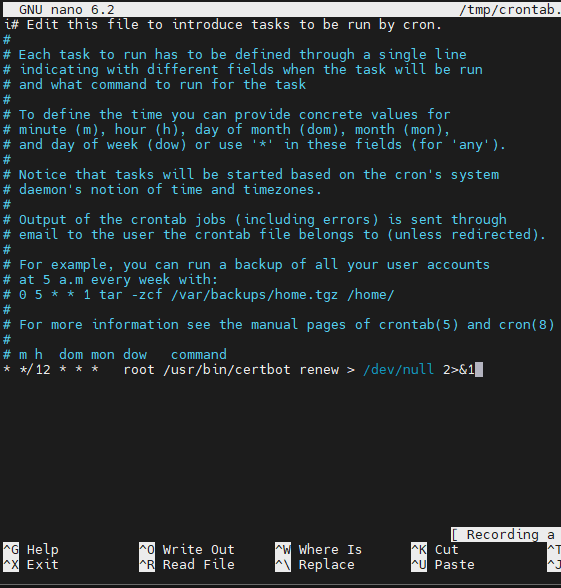 GNU nano 6.2 /tmp/crontab.
i# Edit this file to introduce tasks to be run by cron.
#
# Each task to run has to be defined through a single line
# indicating with different fields when the task will be run
# and what command to run for the task
#
# To define the time you can provide concrete values for
# minute (m), hour (h), day of month (dom), month (mon),
# and day of week (dow) or use '*' in these fields (for 'any').
#
# Notice that tasks will be started based on the cron's system
# daemon's notion of time and timezones.
#
# Output of the crontab jobs (including errors) is sent through
# email to the user the crontab file belongs to (unless redirected).
#
# For example, you can run a backup of all your user accounts
# at 5 a.m every week with:
# 0 5 * * 1 tar -zcf /var/backups/home.tgz /home/
#
# For more information see the manual pages of crontab(5) and cron(8)
#
# m h  dom mon dow   command
* */12 * * *   root /usr/bin/certbot renew > /dev/null 2>&1
[ Recording a
^G Help ^O Write Out ^W Where Is ^K Cut ^T
^X Exit ^R Read File ^\ Replace ^U Paste ^J